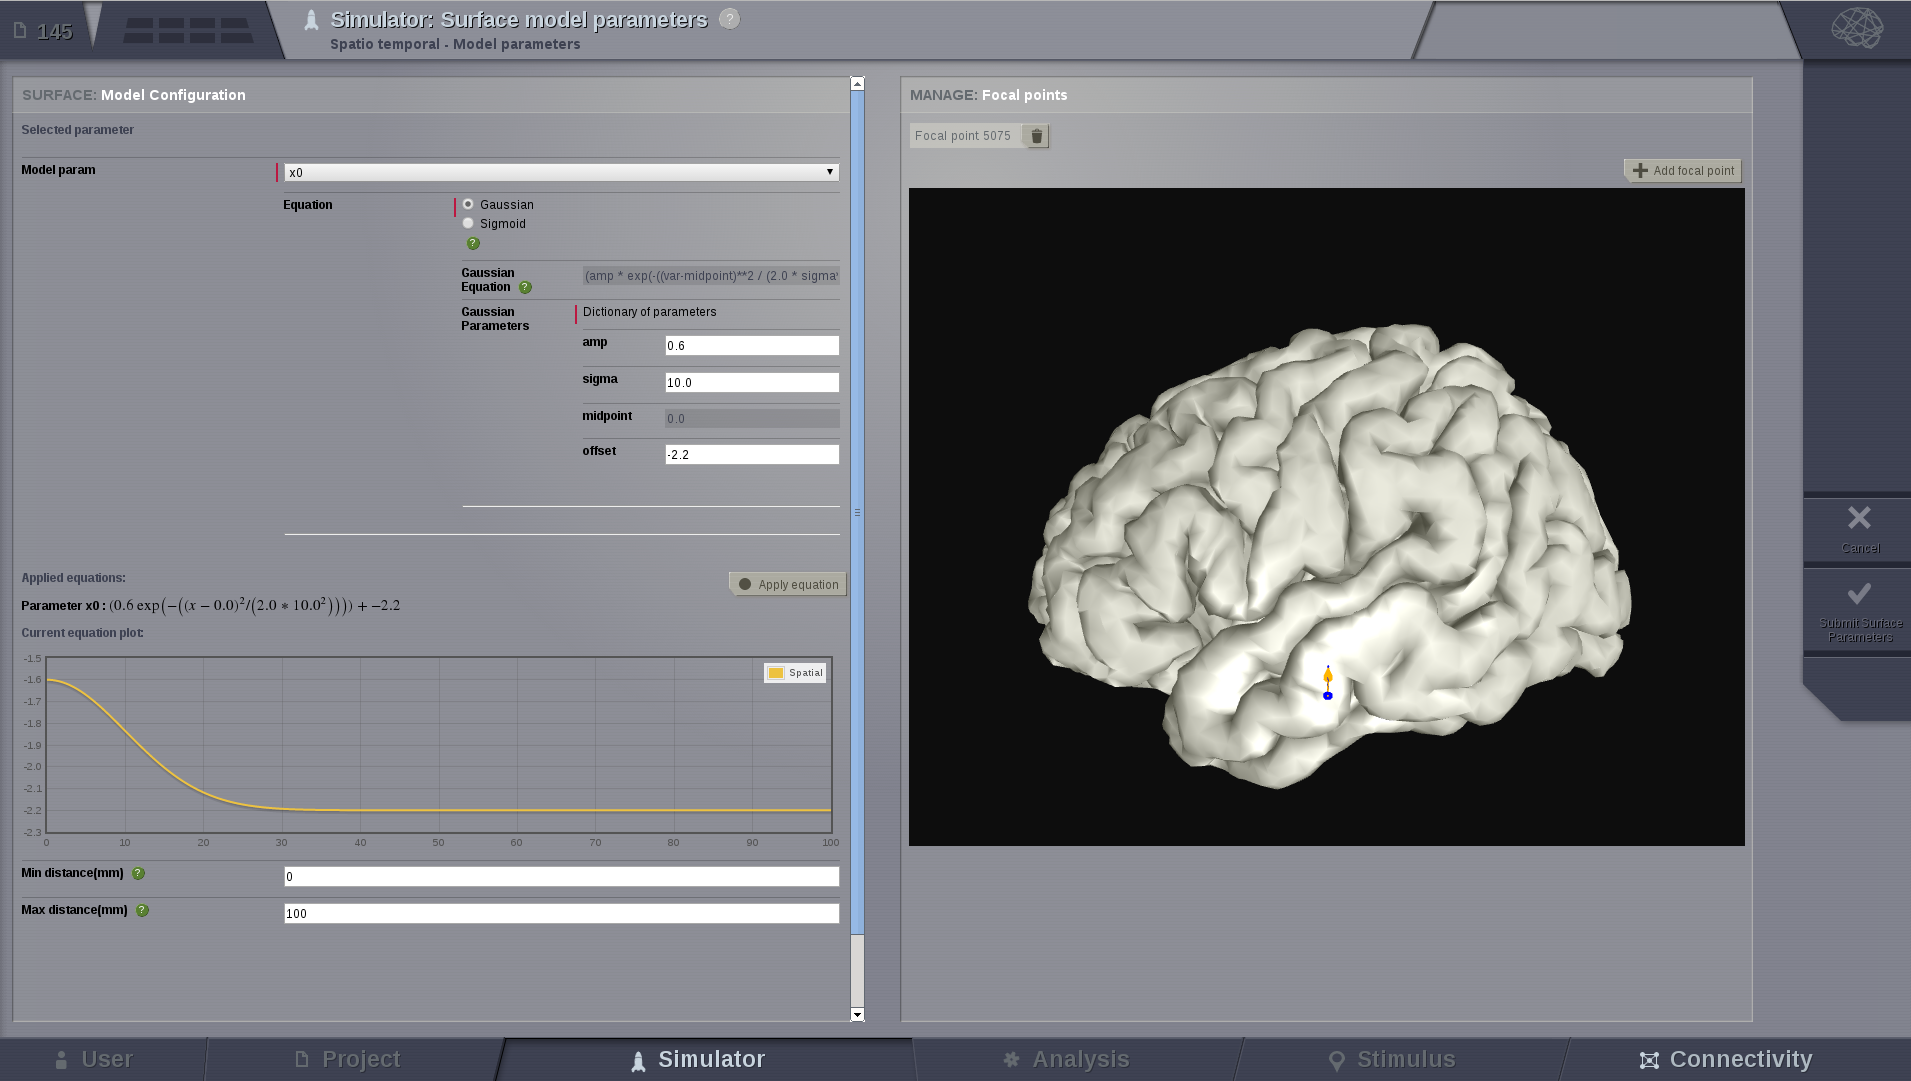 145
Simulator: Surface model parameters ?
Spatio temporal - Model parameters
SURFACE: Model Configuration
Selected parameter
Model param
x0
Equation
Gaussian
Sigmoid
?
Gaussian
Equation ?
(amp * exp(-((var-midpoint)**2 / (2.0 * sigma*
Gaussian
Parameters
Dictionary of parameters
amp
0.6
sigma
10.0
midpoint
0.0
offset
-2.2
Applied equations:
Apply equation
Parameter x0 : (0.6 exp(−((x − 0.0)²/(2.0 ∗ 10.0²)))) + −2.2
Current equation plot:
-1.5
-1.6
-1.7
-1.8
-1.9
-2.0
-2.1
-2.2
-2.3
Spatial
0 10 20 30 40 50 60 70 80 90 100
Min distance(mm) ?
0
Max distance(mm) ?
100
MANAGE: Focal points
Focal point 5075
Add focal point
Cancel
Submit Surface
Parameters
User
Project
Simulator
Analysis
Stimulus
Connectivity